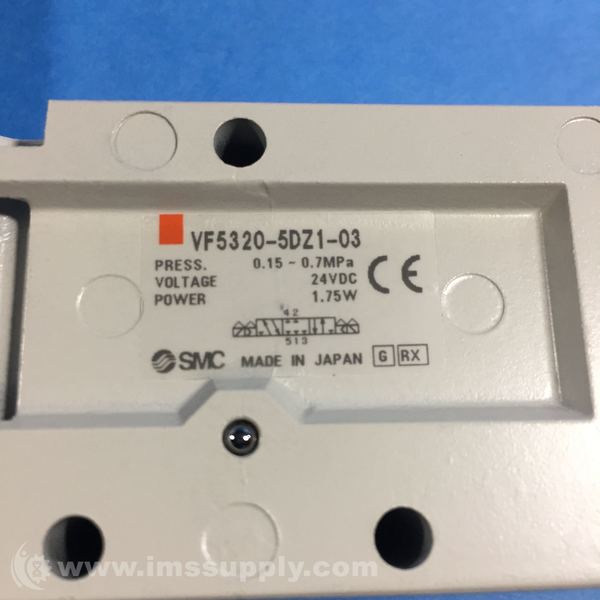 VF5320-5DZ1-03
PRESS. 0.15 ~ 0.7MPa
VOLTAGE 24VDC
POWER 1.75W
CE
42
513
SMC MADE IN JAPAN G RX
© www.imssupply.com